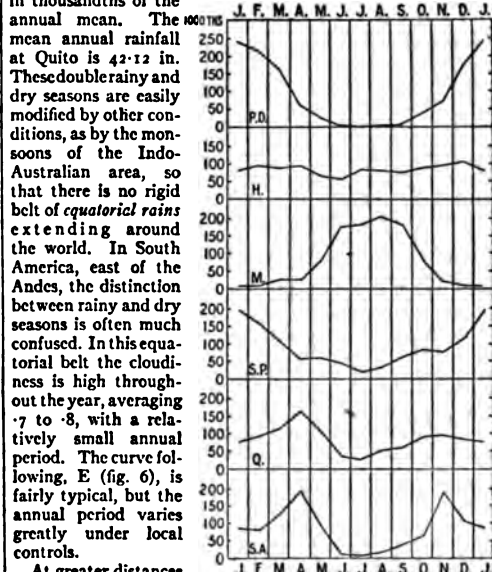 in thousandths of the
annual mean. The
mean annual rainfall
at Quito is 42·12 in.
These double rainy and
dry seasons are easily
modified by other con-
ditions, as by the mon-
soons of the Indo-
Australian area, so
that there is no rigid
belt of equatorial rains
extending around
the world. In South
America, east of the
Andes, the distinction
between rainy and dry
seasons is often much
confused. In this equa-
torial belt the cloudi-
ness is high through-
out the year, averaging
·7 to ·8, with a rela-
tively small annual
period. The curve fol-
lowing, E (fig. 6), is
fairly typical, but the
annual period varies
greatly under local
controls.
At greater distances
J. F. M. A. M. J. J. A. S. O. N. D. J.
1000THS
250
200
150
100
50
0
P.D.
150
100
50
0
H.
200
150
100
50
0
M.
200
150
100
50
0
S.P.
200
150
100
50
0
Q.
200
150
100
50
0
S.A.
J. F. M. A. M. J. J. A. S. O. N. D. J.